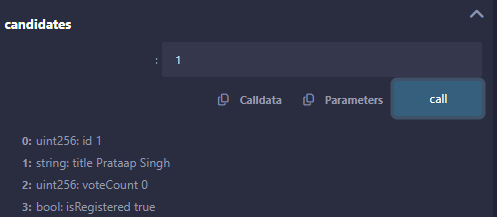 candidates
: 1
Calldata Parameters call
0: uint256: id 1
1: string: title Prataap Singh
2: uint256: voteCount 0
3: bool: isRegistered true